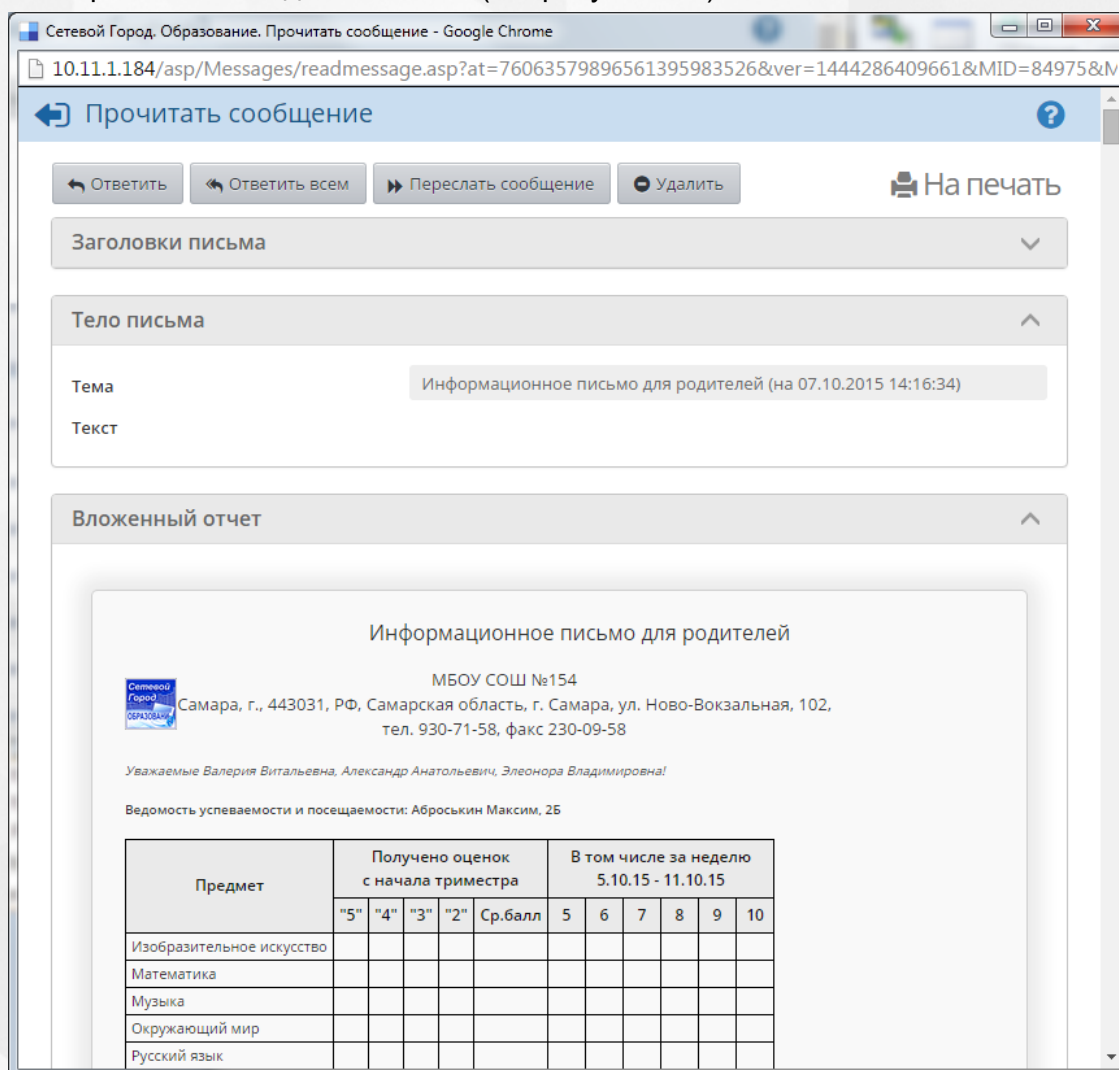 Сетевой Город. Образование. Прочитать сообщение - Google Chrome
10.11.1.184/asp/Messages/readmessage.asp?at=76063579896561395983526&ver=1444286409661&MID=84975&M
Прочитать сообщение
Ответить Ответить всем Переслать сообщение Удалить На печать
Заголовки письма
Тело письма
Тема Информационное письмо для родителей (на 07.10.2015 14:16:34)
Текст
Вложенный отчет
Информационное письмо для родителей
Сетевой Город ОБРАЗОВАНИЕ
МБОУ СОШ №154
Самара, г., 443031, РФ, Самарская область, г. Самара, ул. Ново-Вокзальная, 102,
тел. 930-71-58, факс 230-09-58
Уважаемые Валерия Витальевна, Александр Анатольевич, Элеонора Владимировна!
Ведомость успеваемости и посещаемости: Аброськин Максим, 2Б
Предмет Получено оценок с начала триместра В том числе за неделю 5.10.15 - 11.10.15
"5" "4" "3" "2" Ср.балл 5 6 7 8 9 10
Изобразительное искусство
Математика
Музыка
Окружающий мир
Русский язык